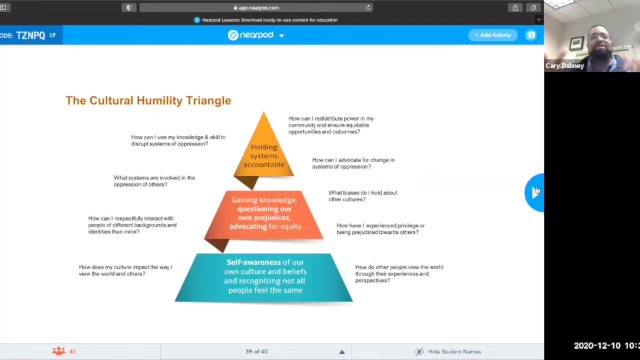 app.nearpod.com
Nearpod Lessons: Download ready-to-use content for education
ODE: TZNPQ
nearpod
+ Add Activity
Cary Dabney
The Cultural Humility Triangle
How can I redistribute power in my
community and ensure equitable
opportunities and outcomes?
How can I use my knowledge & skill to
disrupt systems of oppression?
Holding
systems
accountable
How can I advocate for change in
systems of oppression?
What systems are involved in the
oppression of others?
Gaining knowledge,
questioning our
own prejudices,
advocating for equity
What biases do I hold about
other cultures?
How can I respectfully interact with
people of different backgrounds and
identities than mine?
How have I experienced privilege or
being prejudiced towards others?
How does my culture impact the way I
view the world and others?
Self-awareness of our
own culture and beliefs
and recognizing not all
people feel the same
How do other people view the world
through their experiences and
perspectives?
40
39 of 40
Hide Student Names
2020-12-10 10:2